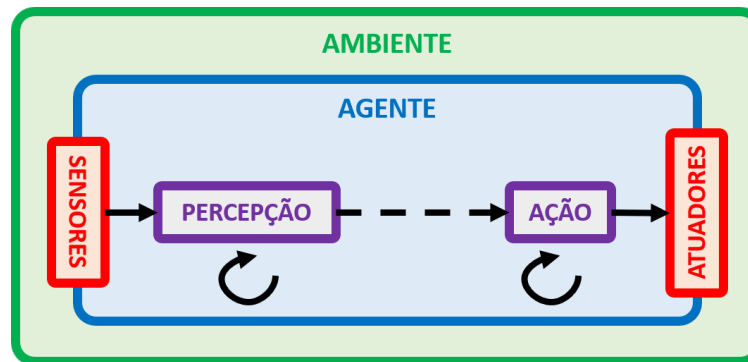 AMBIENTE
AGENTE
SENSORES
PERCEPÇÃO
AÇÃO
ATUADORES